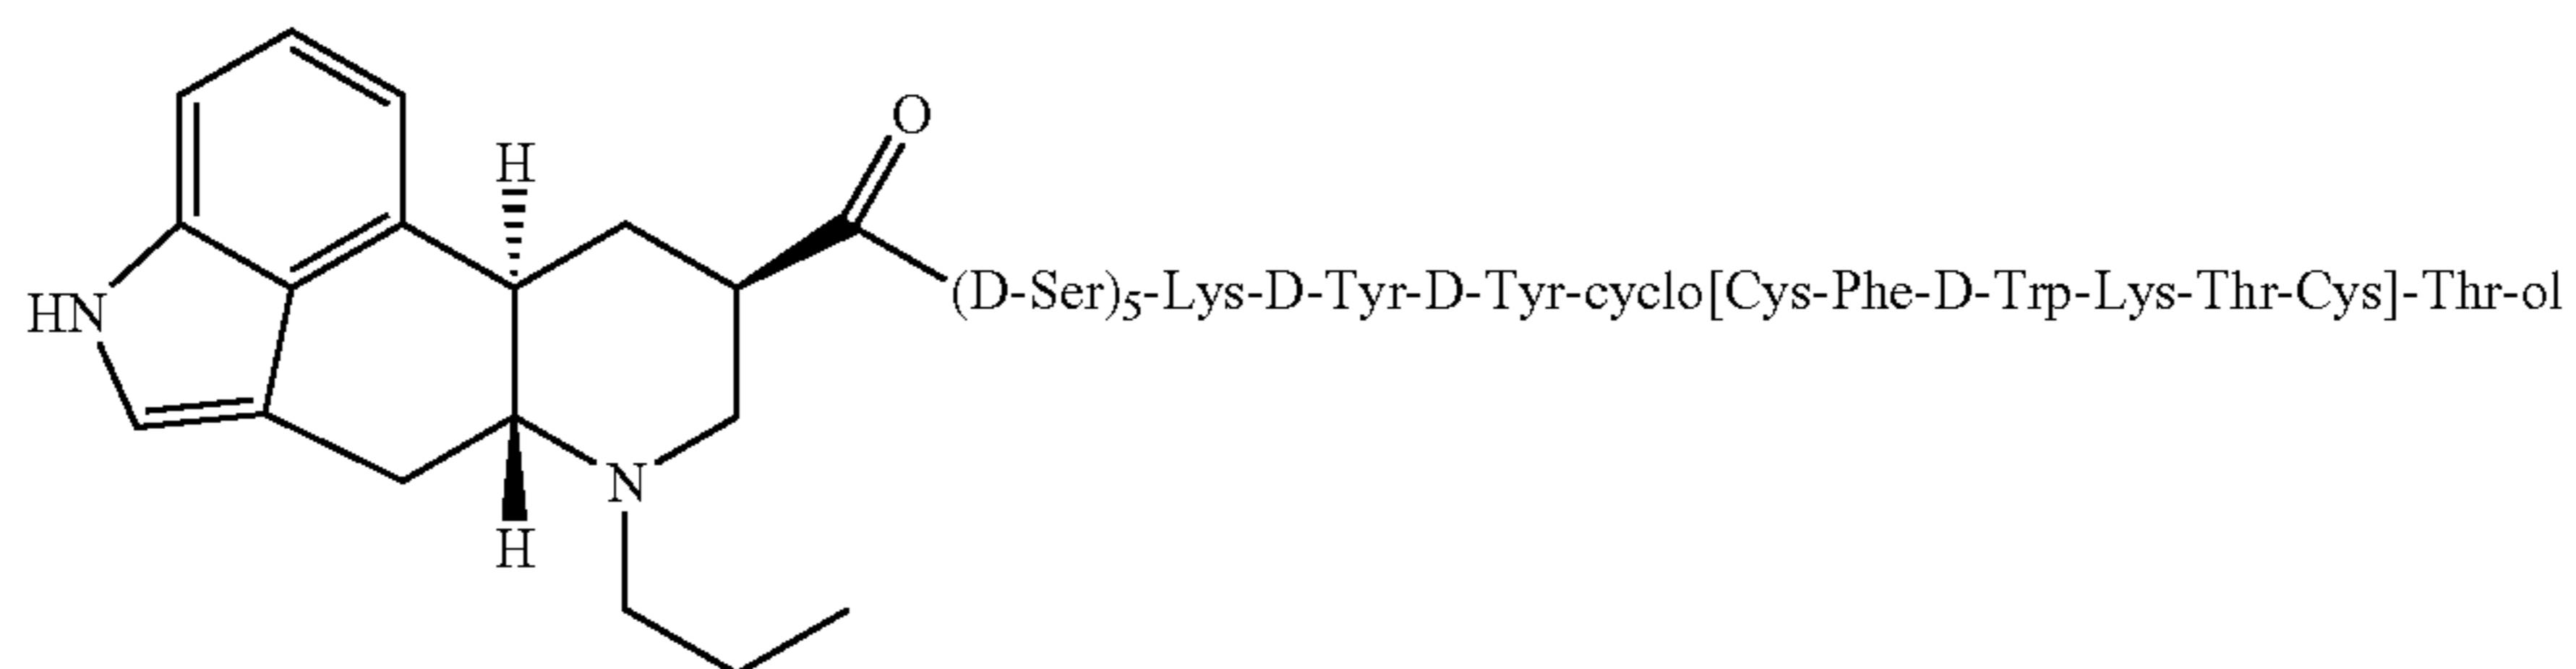 O
H
(D-Ser)5-Lys-D-Tyr-D-Tyr-cyclo[Cys-Phe-D-Trp-Lys-Thr-Cys]-Thr-ol
HN
N
H